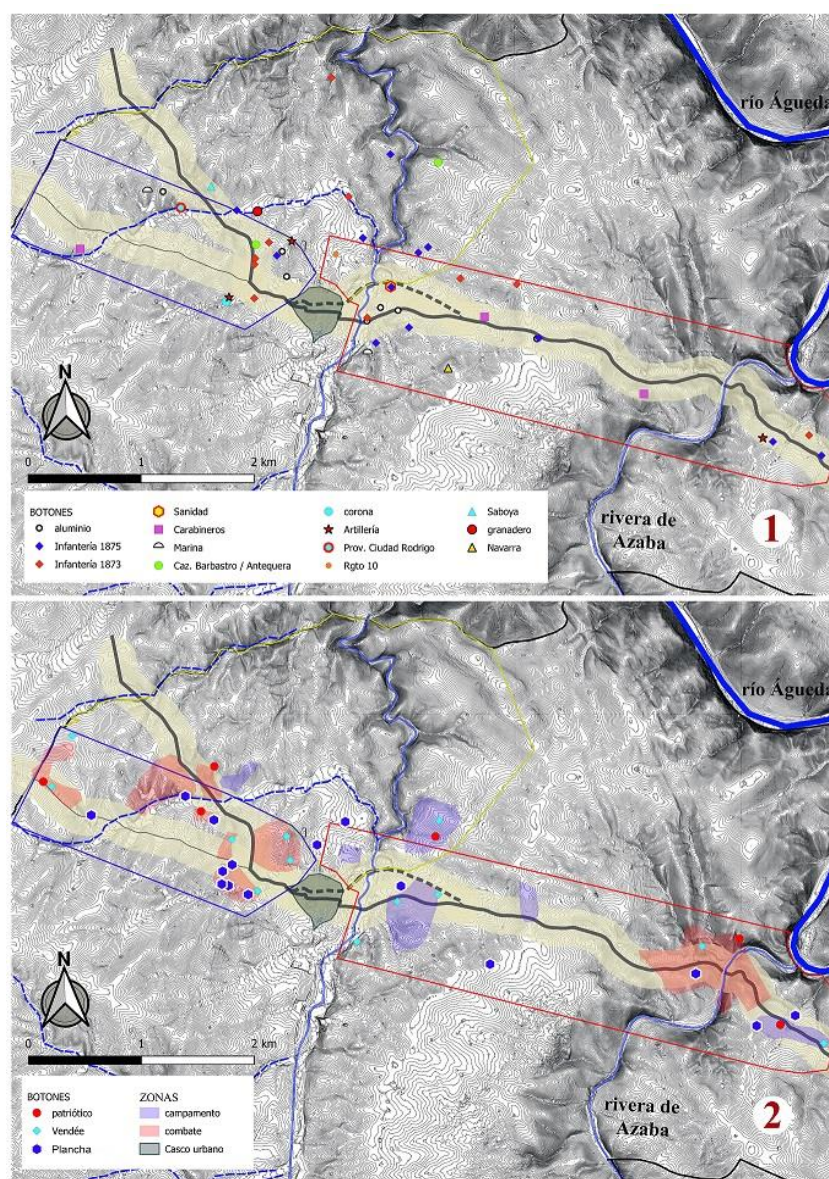 río Águeda
N
0 1 2 km
rivera de
Azaba
1
BOTONES
aluminio
Infantería 1875
Infantería 1873
Sanidad
Carabineros
Marina
Caz. Barbastro / Antequera
corona
Artillería
Prov. Ciudad Rodrigo
Rgto 10
Saboya
granadero
Navarra
río Águeda
N
0 1 2 km
rivera de
Azaba
2
BOTONES
patriótico
Vendée
Plancha
ZONAS
campamento
combate
Casco urbano